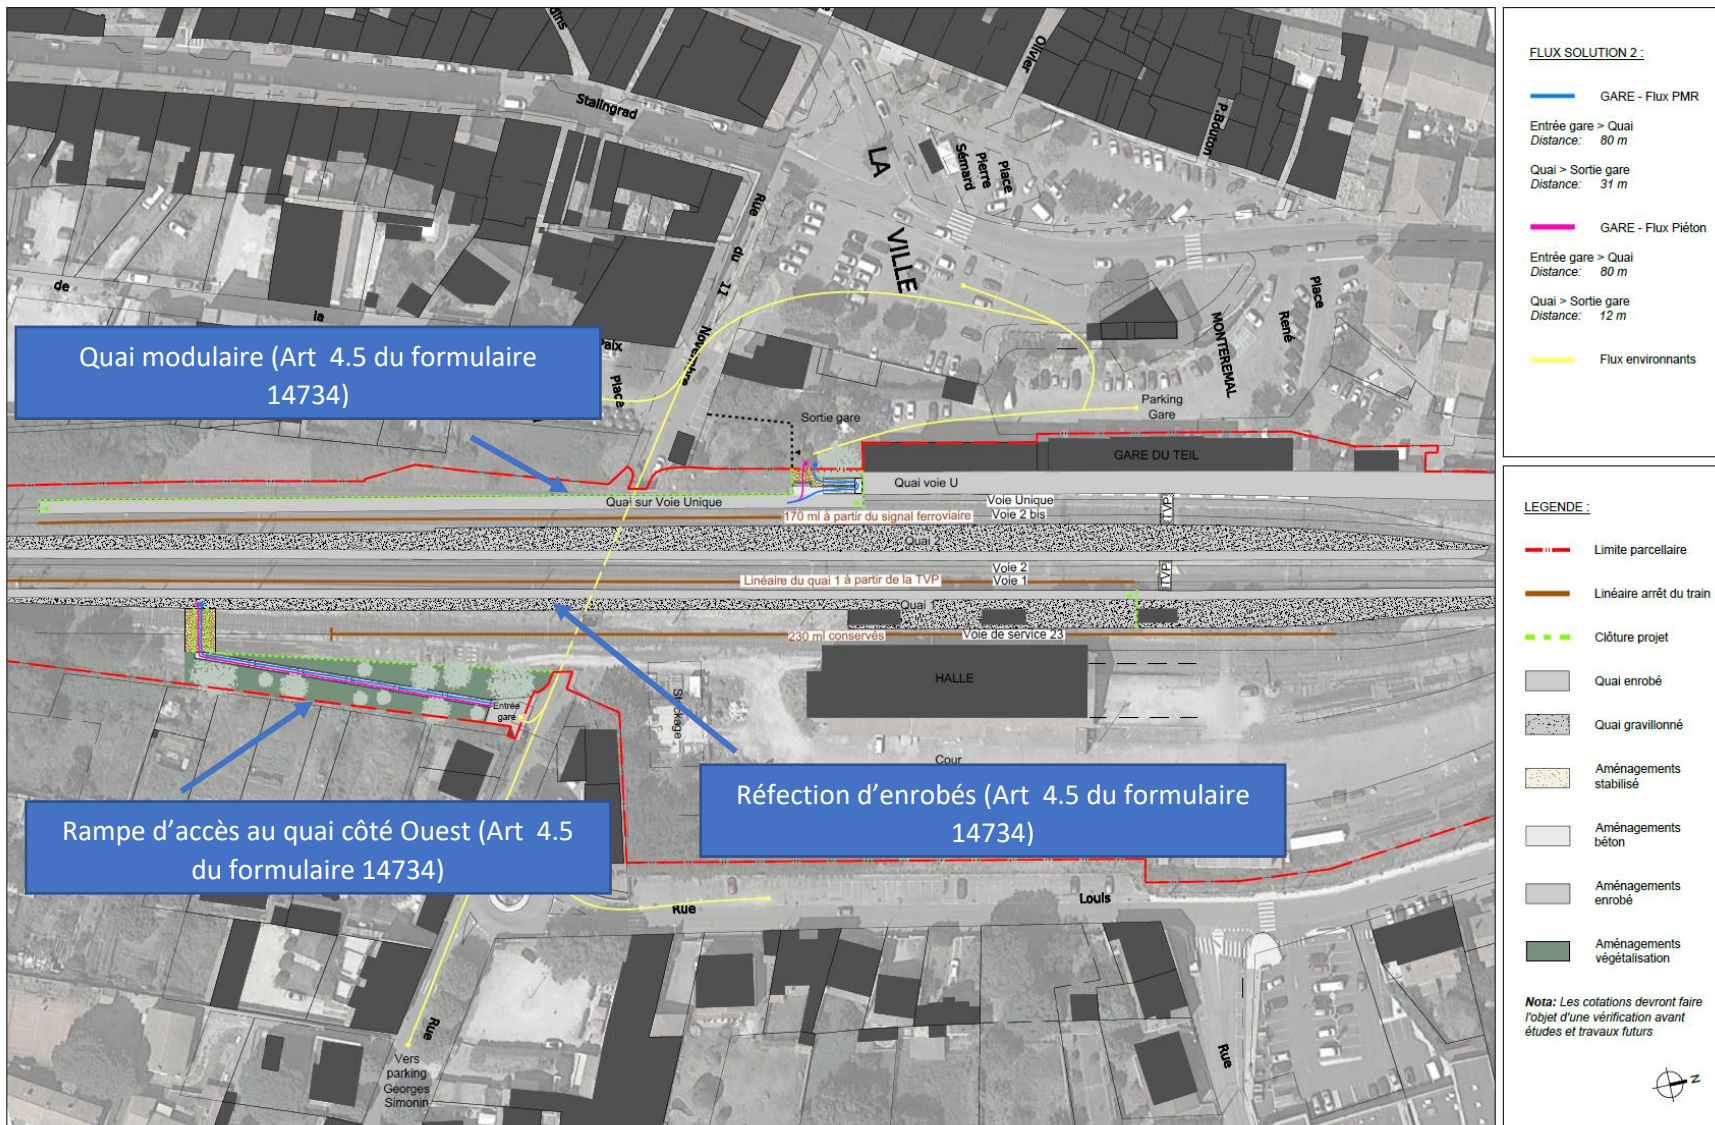 dins
Olivier
Stalingrad
P.Bouton
LA
VILLE
Place
Pierre
Sémard
Rue
du
11
Novembre
de
la
Paix
Place
Place
René
MONTEREMAL
Quai modulaire (Art 4.5 du formulaire
14734)
Parking
Gare
Sortie gare
GARE DU TEIL
Quai voie U
Quai sur Voie Unique
Voie Unique
170 ml à partir du signal ferroviaire
Voie 2 bis
TVP
Quai 2
Voie 2
Linéaire du quai 1 à partir de la TVP
Voie 1
TVP
Quai 1
230 ml conservés
Voie de service 23
HALLE
Stockage
Entrée
gare
Cour
Réfection d’enrobés (Art 4.5 du formulaire
14734)
Rampe d’accès au quai côté Ouest (Art 4.5
du formulaire 14734)
Rue
Louis
Rue
Rue
Vers
parking
Georges
Simonin
FLUX SOLUTION 2 :
GARE - Flux PMR
Entrée gare > Quai
Distance: 80 m
Quai > Sortie gare
Distance: 31 m
GARE - Flux Piéton
Entrée gare > Quai
Distance: 80 m
Quai > Sortie gare
Distance: 12 m
Flux environnants
LEGENDE :
Limite parcellaire
Linéaire arrêt du train
Clôture projet
Quai enrobé
Quai gravillonné
Aménagements
stabilisé
Aménagements
béton
Aménagements
enrobé
Aménagements
végétalisation
Nota: Les cotations devront faire
l'objet d'une vérification avant
études et travaux futurs
N